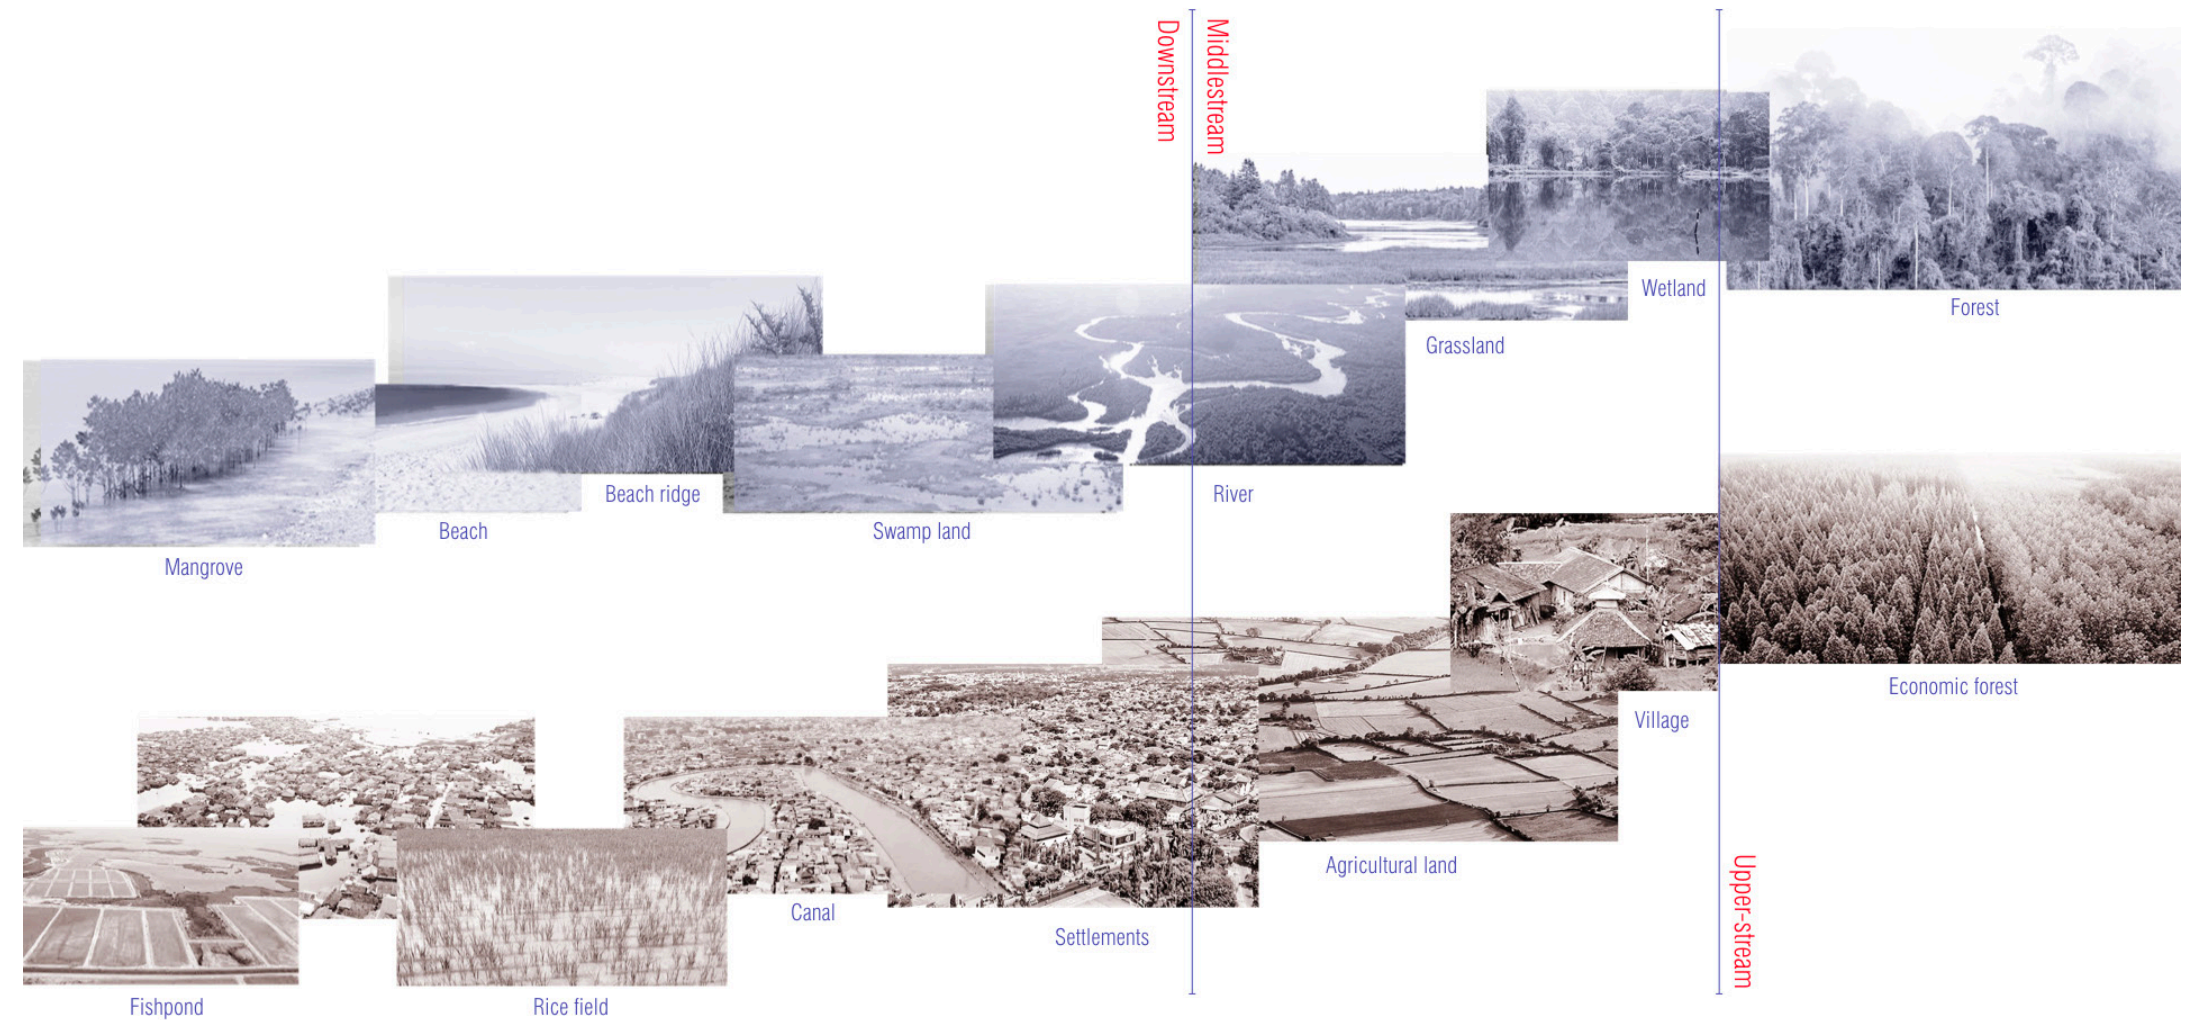 Downstream
Middlestream
Wetland
Forest
Grassland
Beach ridge
River
Beach
Swamp land
Mangrove
Economic forest
Village
Agricultural land
Upper-stream
Canal
Settlements
Fishpond
Rice field